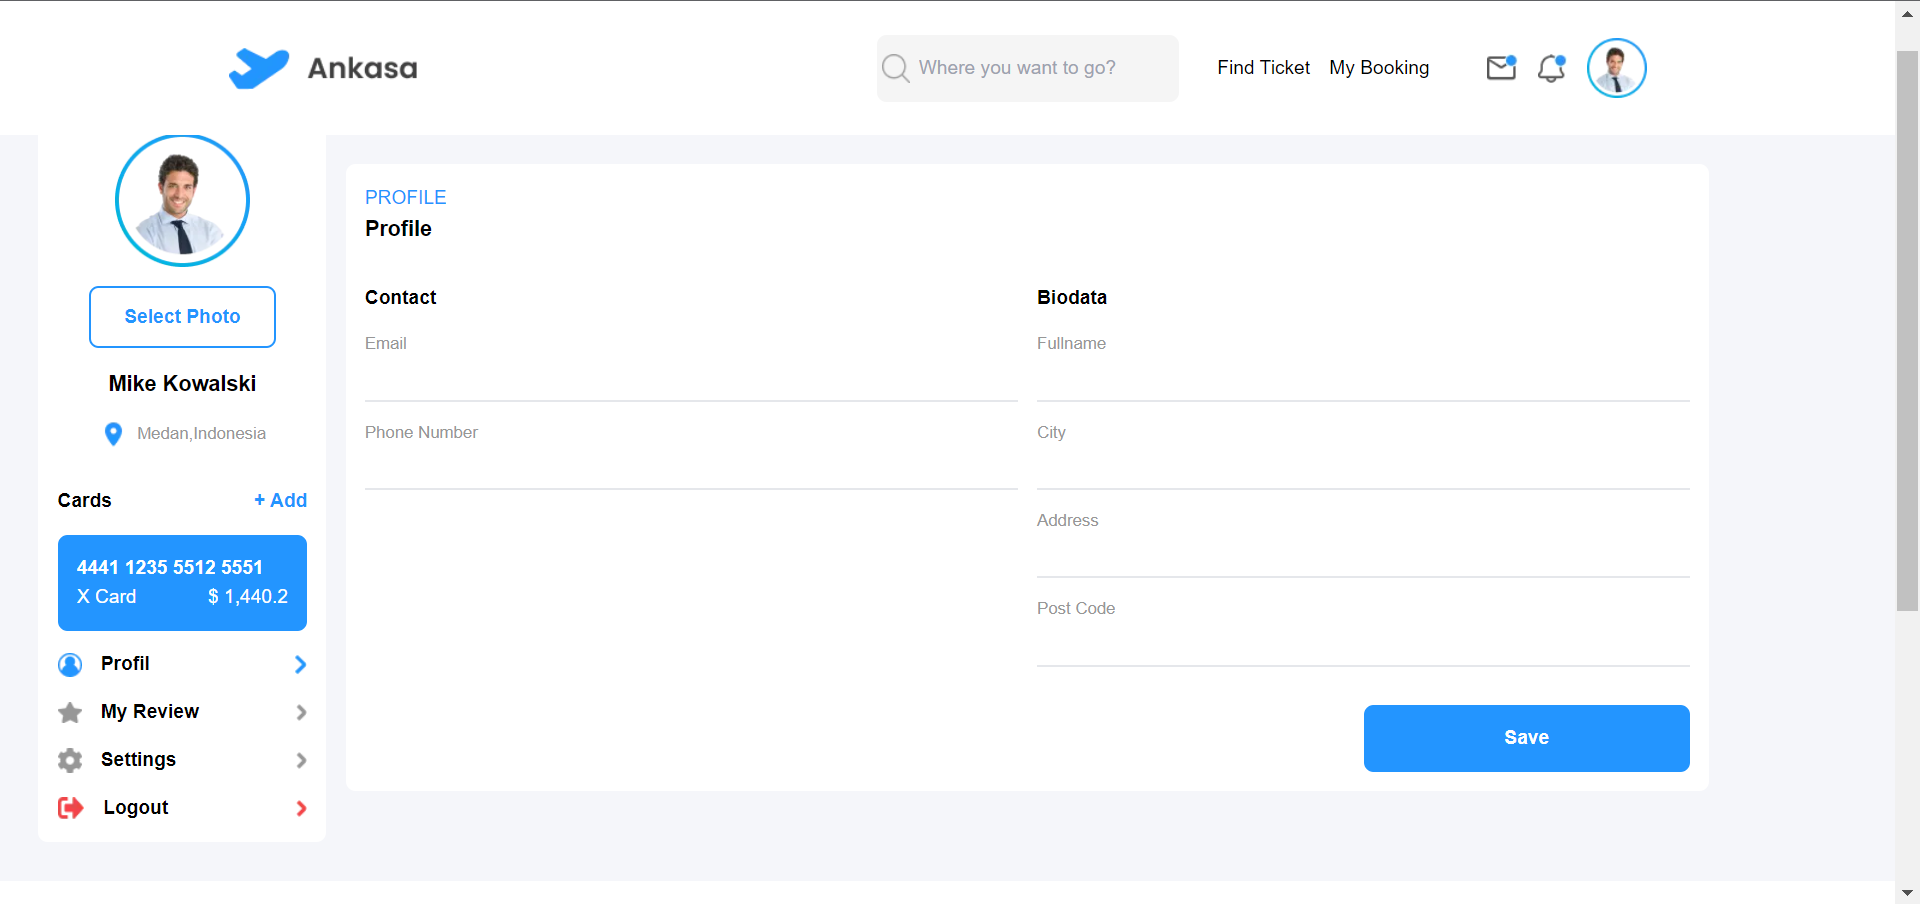 Ankasa
Where you want to go?
Find Ticket
My Booking
Select Photo
Mike Kowalski
Medan,Indonesia
Cards
+ Add
4441 1235 5512 5551
X Card
$ 1,440.2
Profil
My Review
Settings
Logout
PROFILE
Profile
Contact
Email
Phone Number
Biodata
Fullname
City
Address
Post Code
Save